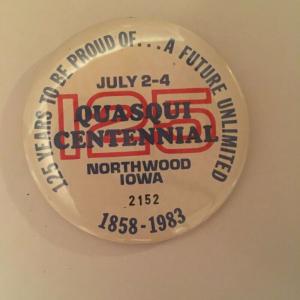 125 YEARS TO BE PROUD OF... A FUTURE UNLIMITED
JULY 2-4
125
QUASQUI
CENTENNIAL
NORTHWOOD
IOWA
2152
1858-1983